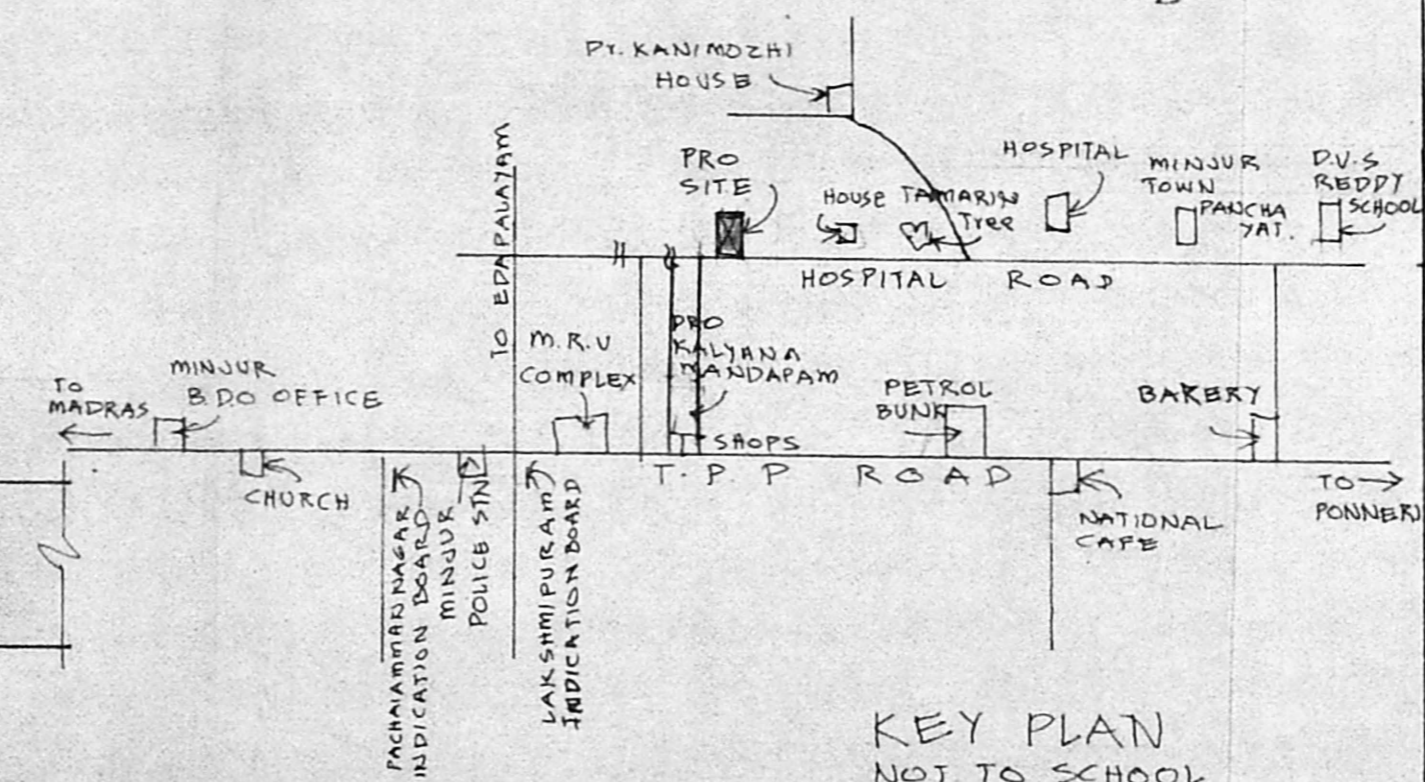 PT. KANIMOZHI
HOUSE
PRO
SITE
HOUSE
TAMARIN
Tree
HOSPITAL
MINJUR
TOWN
PANCHA
YAT.
D.V.S
REDDY
SCHOOL
HOSPITAL ROAD
TO EDAPALAYAM
M.R.V
COMPLEX
PRO
KALYANA
MANDAPAM
PETROL
BUNK
BAKERY
TO
MADRAS
MINJUR
B.D.O OFFICE
SHOPS
T.P.P ROAD
TO
PONNERI
CHURCH
PACHAIAMMAN NAGAR
INDICATION BOARD
MINJUR
POLICE STN
LAKSHMIPURAM
INDICATION BOARD
NATIONAL
CAFE
KEY PLAN
NOT TO SCHOOL